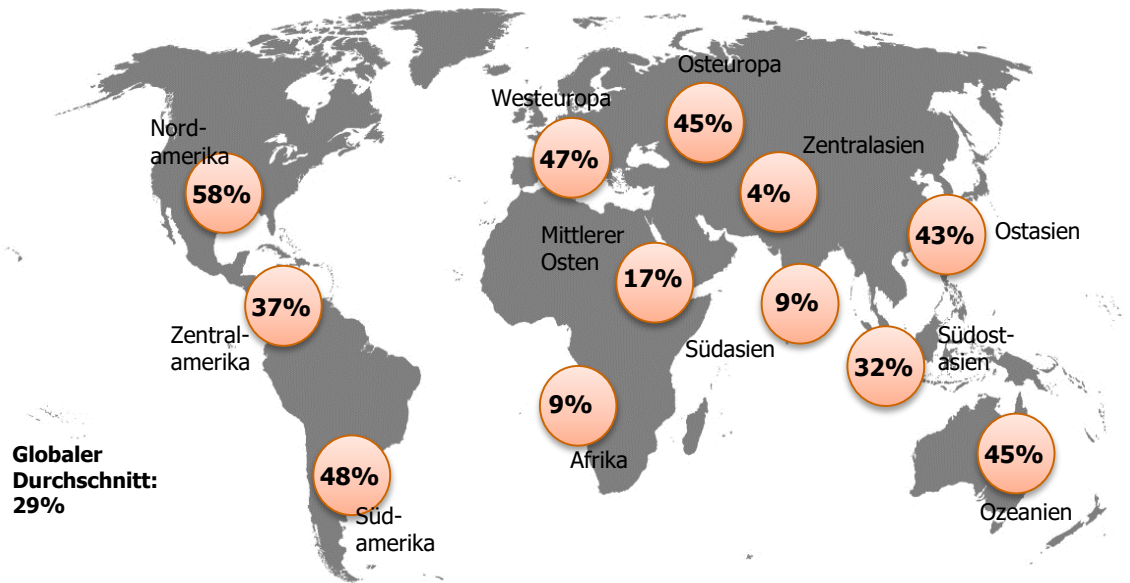 Osteuropa
45%
Westeuropa
47%
Nord-
amerika
58%
Zentralasien
4%
Mittlerer
Osten
17%
43%
Ostasien
37%
Zentral-
amerika
9%
Südasien
Südost-
asien
32%
9%
Afrika
Globaler
Durchschnitt:
29%
48%
Süd-
amerika
45%
Ozeanien